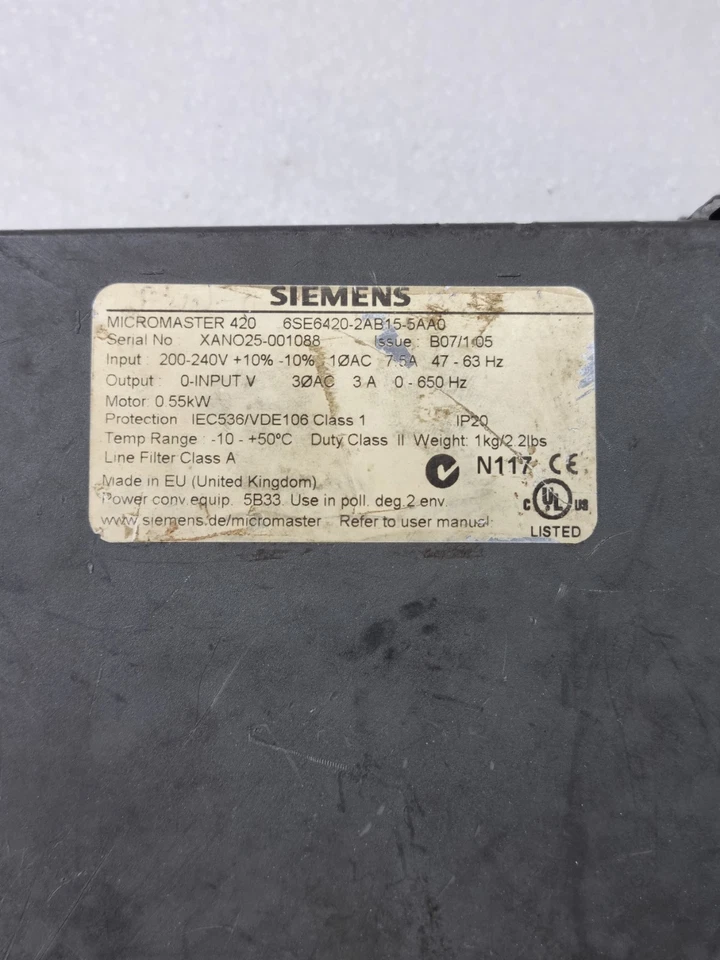 SIEMENS
MICROMASTER 420 6SE6420-2AB15-5AA0
Serial No XANO25-001088 Issue : B07/1.05
Input : 200-240V +10% -10% 1ØAC 7.5A 47 - 63 Hz
Output : 0-INPUT V 3ØAC 3 A 0 - 650 Hz
Motor: 0.55kW
Protection IEC536/VDE106 Class 1 IP20
Temp Range : -10 - +50ºC Duty Class II Weight: 1kg/2.2lbs
Line Filter Class A
N117 CE
Made in EU (United Kingdom)
Power conv equip. 5B33. Use in poll. deg.2 env.
C UL US
www.siemens.de/micromaster Refer to user manual
LISTED